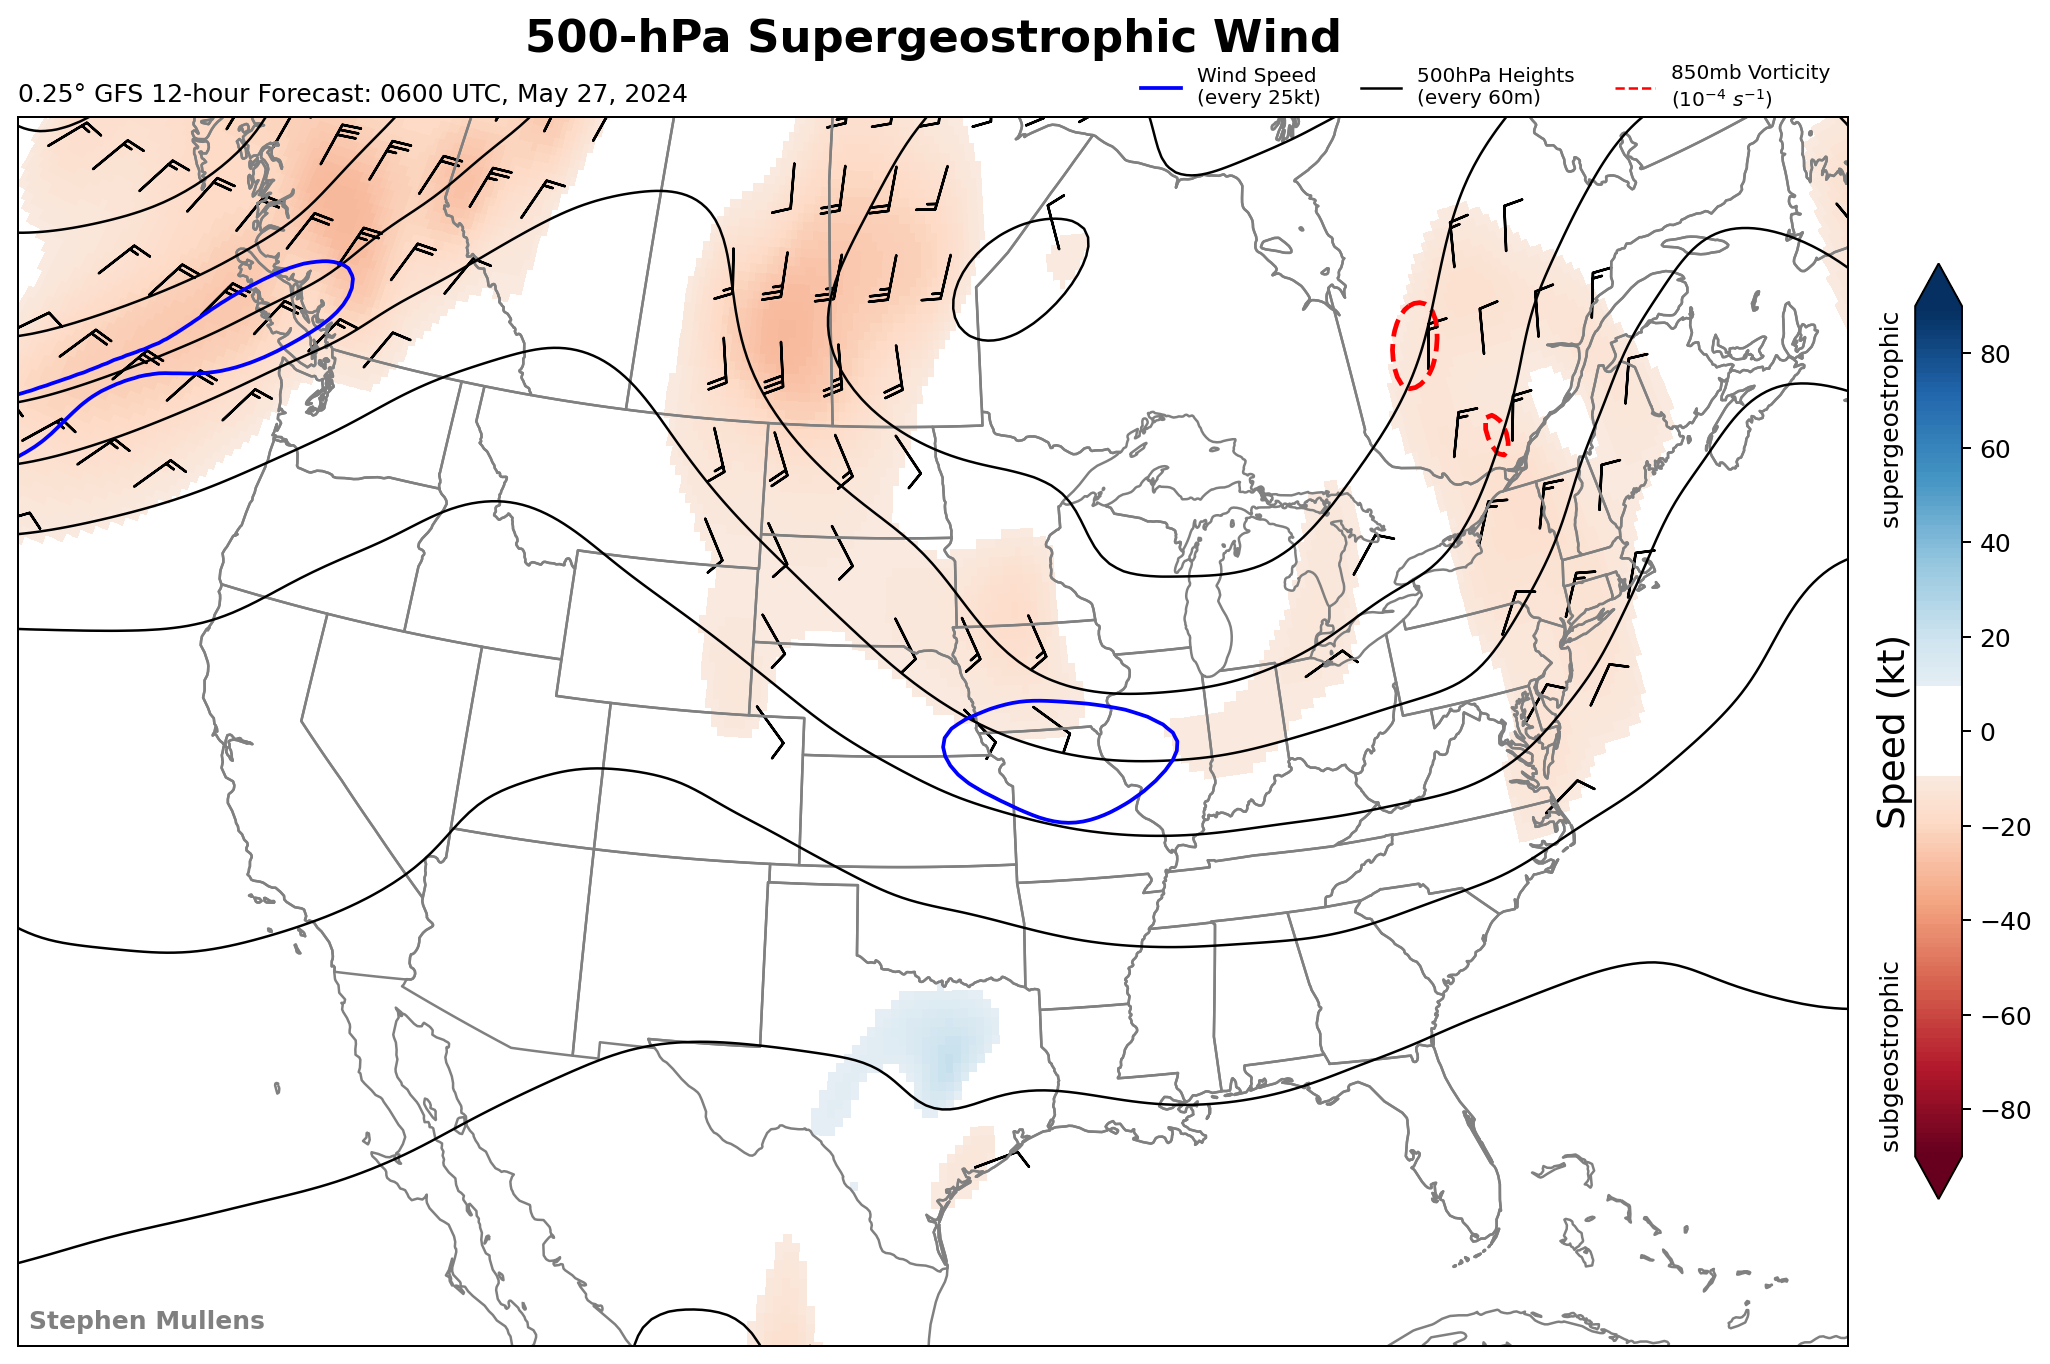 500-hPa Supergeostrophic Wind
0.25° GFS 12-hour Forecast: 0600 UTC, May 27, 2024
Wind Speed
(every 25kt)
500hPa Heights
(every 60m)
850mb Vorticity
(10⁻⁴ s⁻¹)
supergeostrophic
Speed (kt)
subgeostrophic
80
60
40
20
0
−20
−40
−60
−80
Stephen Mullens